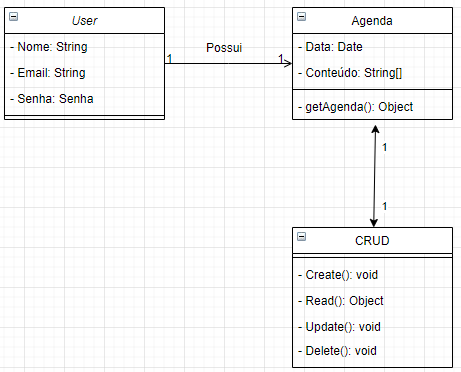 User
- Nome: String
- Email: String
- Senha: Senha
1
Possui
1
Agenda
- Data: Date
- Conteúdo: String[]
- getAgenda(): Object
1
1
CRUD
- Create(): void
- Read(): Object
- Update(): void
- Delete(): void